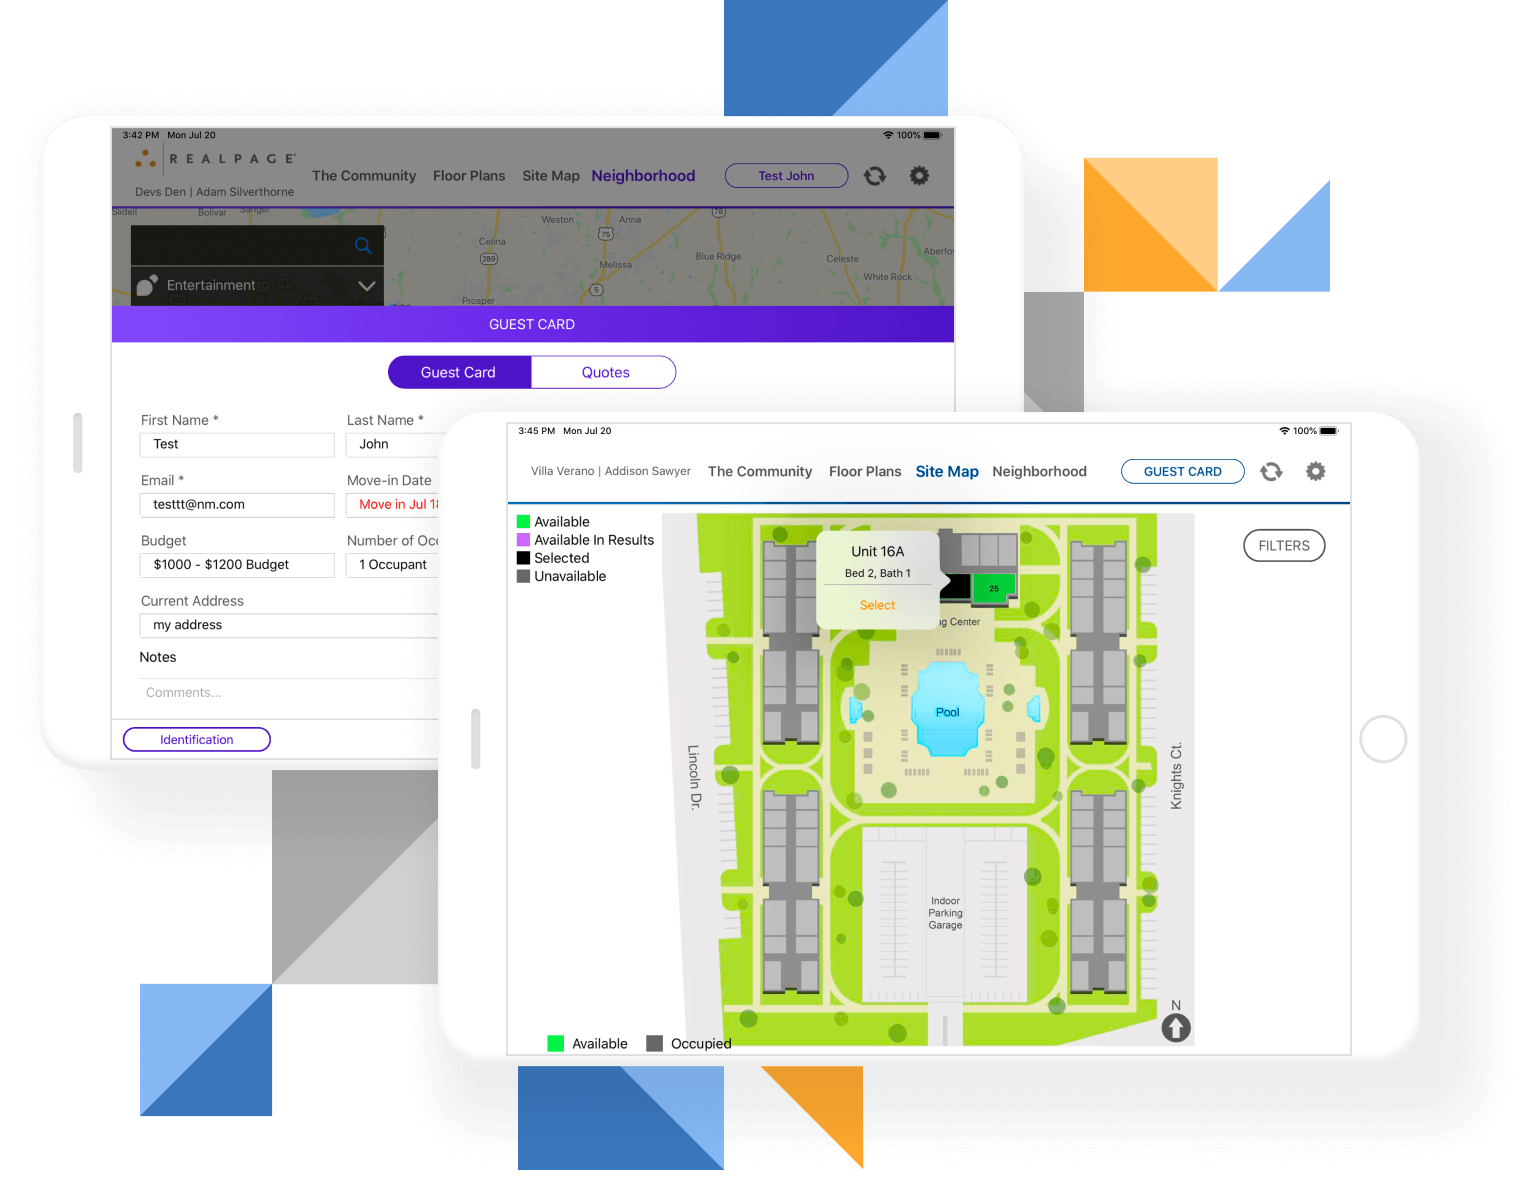 3:42 PM Mon Jul 20
100%
REALPAGE
Devs Den | Adam Silverthorne
The Community Floor Plans Site Map Neighborhood
Test John
Slidell Bolivar Sanger
Weston Anna 78
75
Celina
289
Melissa
Blue Ridge
Celeste
Aberfo
White Rock
5
Prosper
Entertainment
GUEST CARD
Guest Card Quotes
First Name * Last Name *
Test John
Email * Move-in Date
testtt@nm.com Move in Jul 18
Budget Number of Occ
$1000 - $1200 Budget 1 Occupant
Current Address
my address
Notes
Comments...
Identification
3:45 PM Mon Jul 20
100%
Villa Verano | Addison Sawyer The Community Floor Plans Site Map Neighborhood
GUEST CARD
Available
Available In Results
Selected
Unavailable
FILTERS
Unit 16A
Bed 2, Bath 1
Select
25
ng Center
Pool
Lincoln Dr.
Knights Ct.
Indoor
Parking
Garage
N
Available Occupied